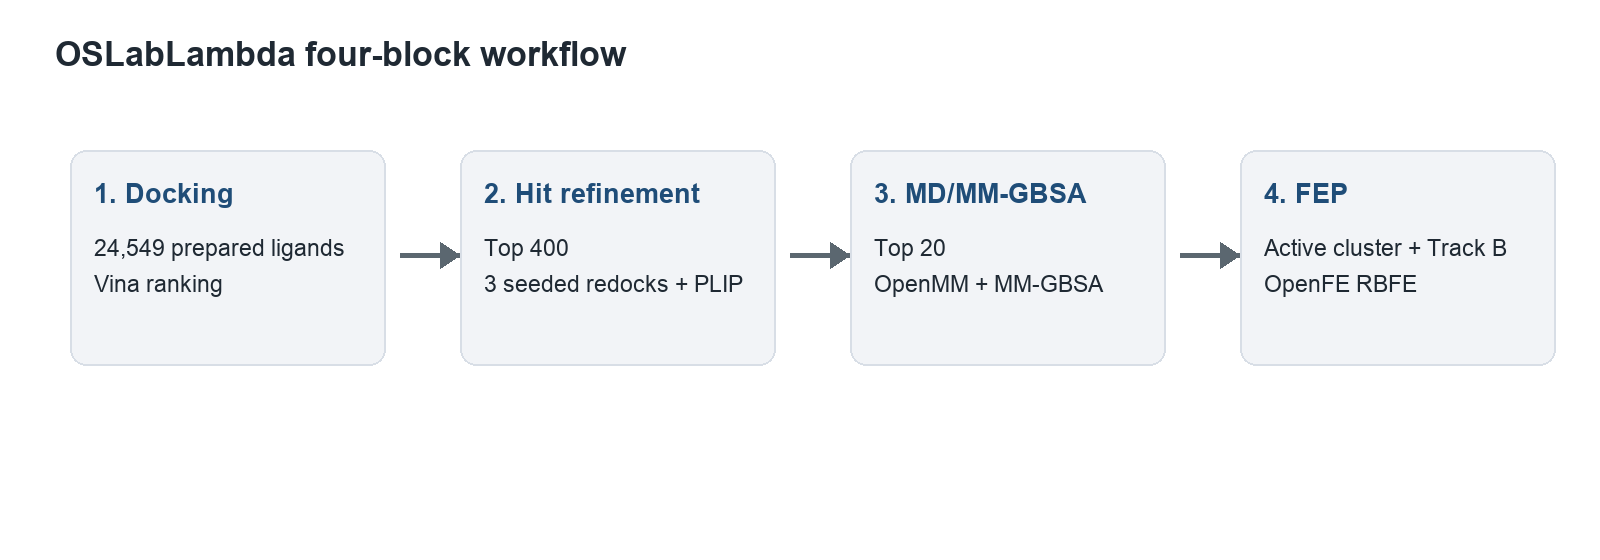 OSLabLambda four-block workflow
1. Docking
24,549 prepared ligands
Vina ranking
2. Hit refinement
Top 400
3 seeded redocks + PLIP
3. MD/MM-GBSA
Top 20
OpenMM + MM-GBSA
4. FEP
Active cluster + Track B
OpenFE RBFE